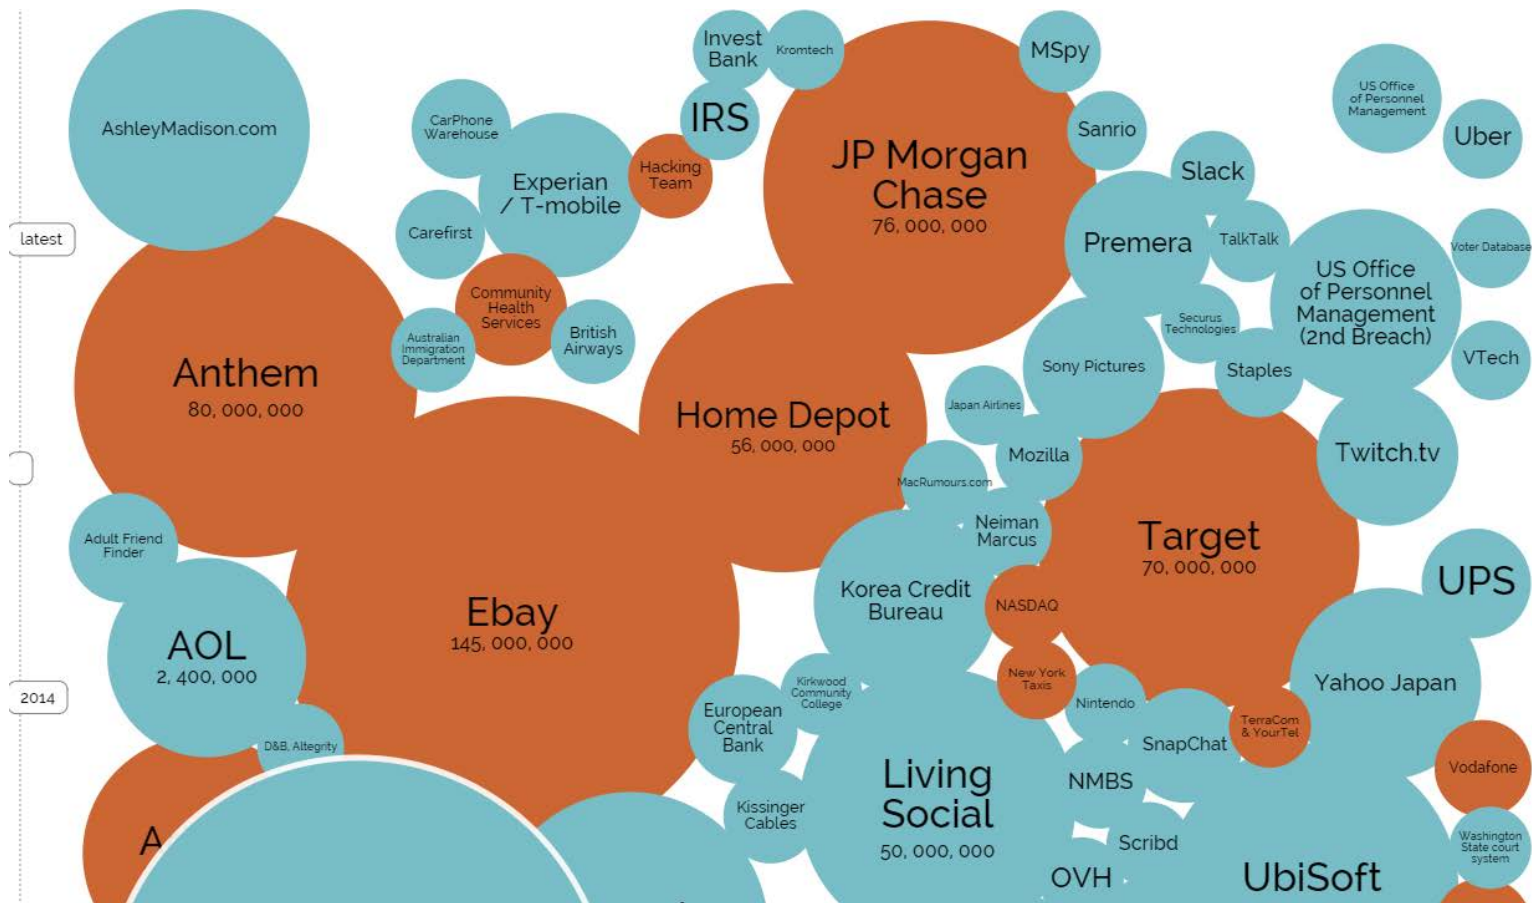 AshleyMadison.com
CarPhone
Warehouse
Experian
/ T-mobile
Hacking
Team
Invest
Bank
Kromtech
IRS
JP Morgan
Chase
76, 000, 000
MSpy
Sanrio
US Office
of Personnel
Management
Uber
latest
Carefirst
Community
Health
Services
Australian
Immigration
Department
British
Airways
Premera
Slack
TalkTalk
US Office
of Personnel
Management
(2nd Breach)
Voter Database
Securus
Technologies
Staples
VTech
Anthem
80, 000, 000
Home Depot
56, 000, 000
Sony Pictures
Japan Airlines
Mozilla
MacRumours.com
Neiman
Marcus
Twitch.tv
Target
70, 000, 000
Adult Friend
Finder
Ebay
145, 000, 000
Korea Credit
Bureau
NASDAQ
UPS
AOL
2, 400, 000
2014
Kirkwood
Community
College
New York
Taxis
Nintendo
Yahoo Japan
European
Central
Bank
D&B, Altegrity
SnapChat
TerraCom
& YourTel
Vodafone
Living
Social
50, 000, 000
NMBS
Kissinger
Cables
Scribd
Washington
State court
system
A
OVH
UbiSoft